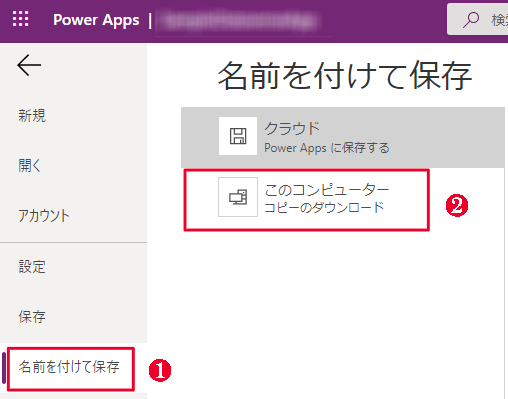 Power Apps |
検索
名前を付けて保存
新規
開く
アカウント
設定
保存
名前を付けて保存
1
クラウド
Power Apps に保存する
このコンピューター
コピーのダウンロード
2